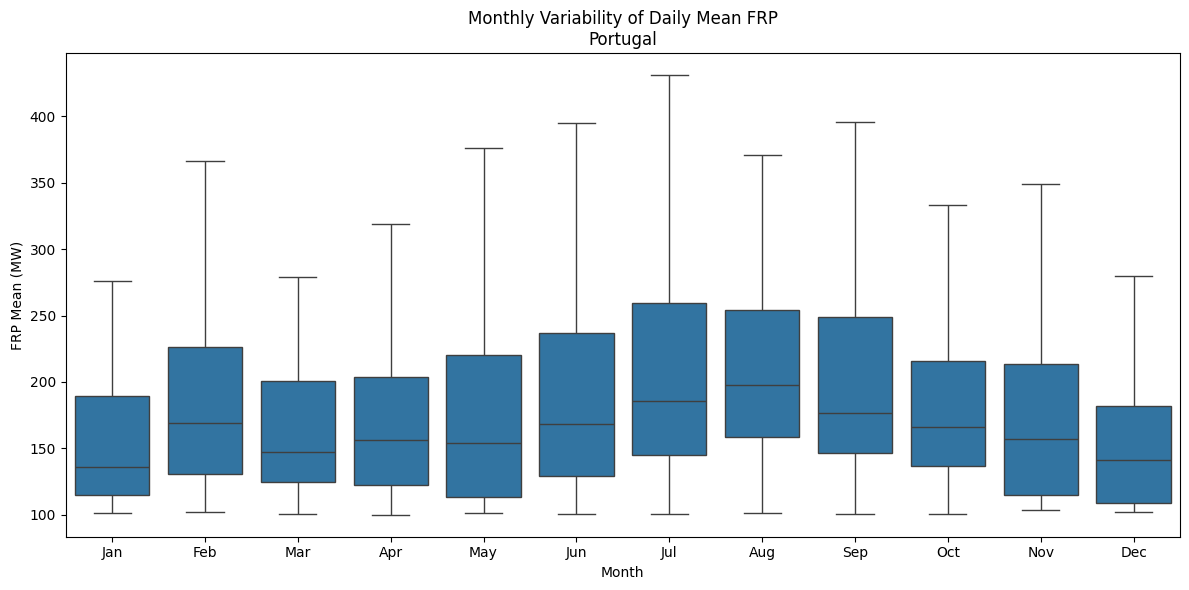 Monthly Variability of Daily Mean FRP
Portugal
FRP Mean (MW)
400
350
300
250
200
150
100
Jan Feb Mar Apr May Jun Jul Aug Sep Oct Nov Dec
Month